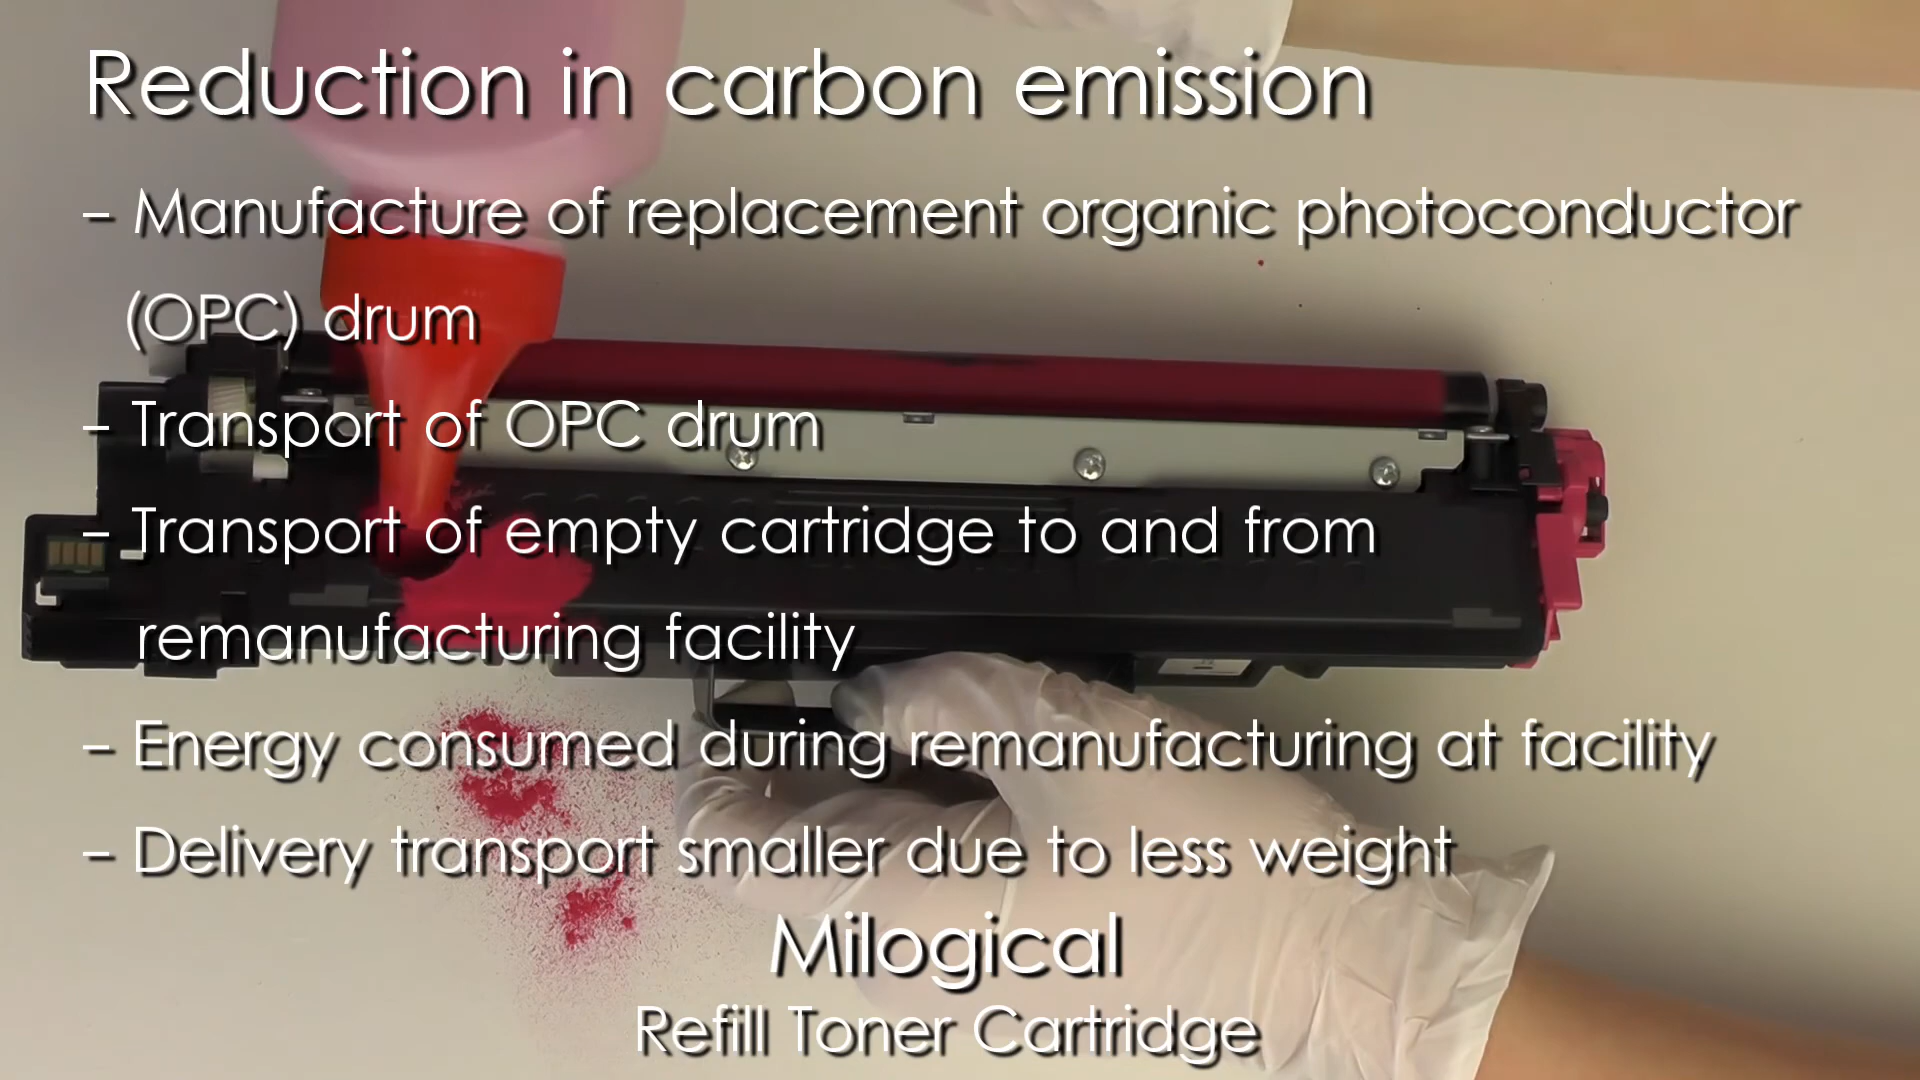 Reduction in carbon emission
- Manufacture of replacement organic photoconductor
(OPC) drum
- Transport of OPC drum
- Transport of empty cartridge to and from
remanufacturing facility
- Energy consumed during remanufacturing at facility
- Delivery transport smaller due to less weight
Milogical
Refill Toner Cartridge